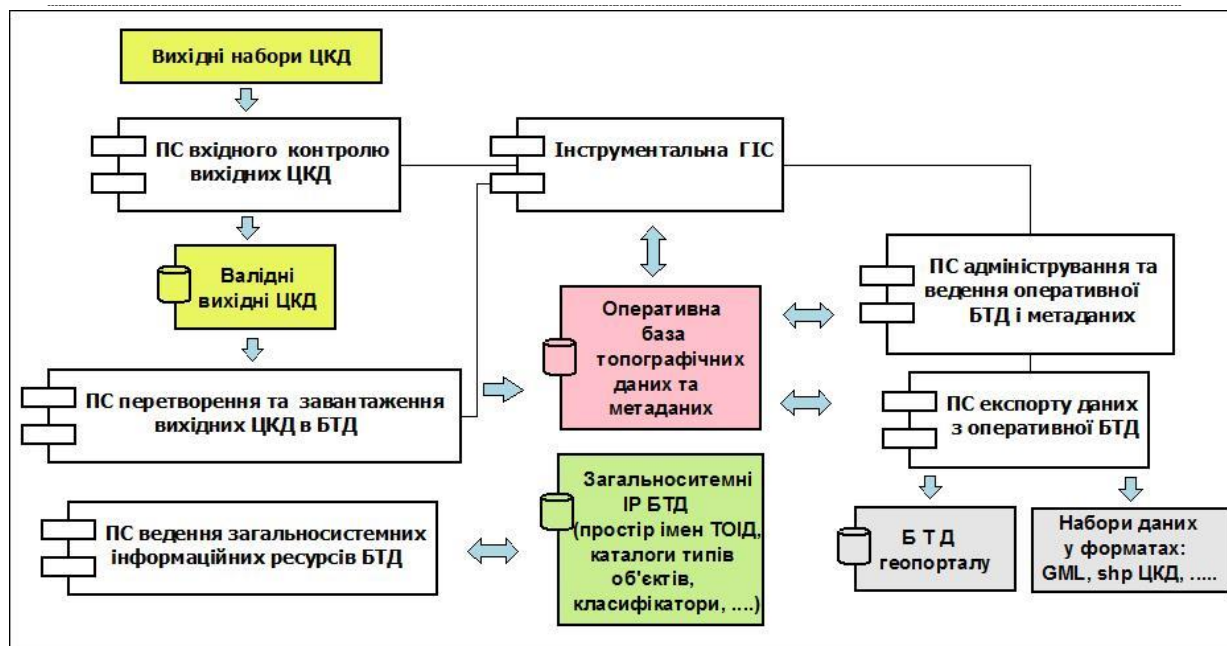 Вихідні набори ЦКД
ПС вхідного контролю
вихідних ЦКД
Інструментальна ГІС
Валідні
вихідні ЦКД
ПС адміністрування та
ведення оперативної
БТД і метаданих
Оперативна
база
топографічних
даних та
метаданих
ПС перетворення та завантаження
вихідних ЦКД в БТД
ПС експорту даних
з оперативної БТД
Загальноситемні
ІР БТД
(простір імен ТОІД,
каталоги типів
об'єктів,
класифікатори, ....)
ПС ведення загальносистемних
інформаційних ресурсів БТД
Б Т Д
геопорталу
Набори даних
у форматах:
GML, shp ЦКД, .....